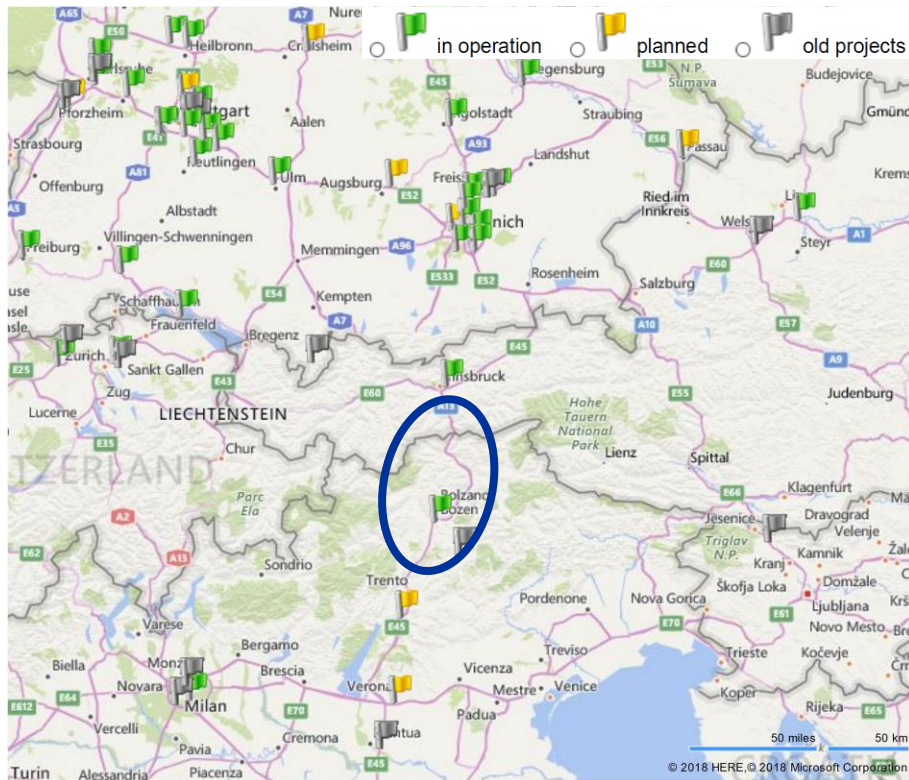 in operation
planned
old projects
A65
E50
A7
Nure
Heilbronn
Crailsheim
E45
egensburg
E53
N.P.
Šumava
Budejovice
Pforzheim
ttgart
Aalen
ngolstadt
Straubing
Gmünd
E56
Passau
Strasbourg
E41
Reutlingen
A93
Landshut
Offenburg
A81
Ulm
Augsburg
Freis
E52
Krems
Ried im
Innkreis
Li
A5
Albstadt
nich
Wels
Freiburg
Villingen-Schwenningen
Memmingen
A96
Steyr
A1
E533
E52
Rosenheim
Salzburg
E60
Schaffhau
E54
Kempten
Frauenfeld
Bregenz
A7
A10
E57
E25
Zurich
Sankt Gallen
E45
A9
Zug
E43
E60
nnsbruck
Judenburg
Lucerne
LIECHTENSTEIN
A13
E55
E35
Hohe
Tauern
National
Park
Chur
Lienz
Spittal
TZERLAND
Parc
Ela
Bolzano
Bozen
E66
Klagenfurt
A2
Jesenice
Dravograd
Velenje
E62
A13
Triglav
N.P.
Kranj
Kamnik
Sondrio
Trento
Škofja Loka
Domžale
Pordenone
Nova Gorica
Ljubljana
E61
Varese
E45
E70
Novo Mesto
Bergamo
Treviso
Trieste
Kočevje
Biella
Monz
Brescia
Vicenza
Novara
Verona
Mestre
Venice
Koper
E64
Milan
E612
E70
Padua
Rijeka
E65
Vercelli
Pavia
Cremona
ntua
50 miles
50 km
Turin
Alessandria
Piacenza
© 2018 HERE, © 2018 Microsoft Corporation